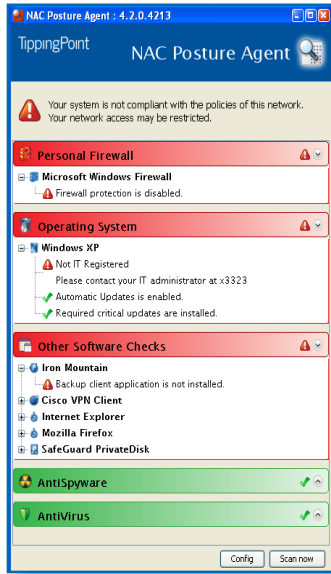 NAC Posture Agent : 4.2.0.4213
TippingPoint
NAC Posture Agent
Your system is not compliant with the policies of this network.
Your network access may be restricted.
Personal Firewall
Microsoft Windows Firewall
Firewall protection is disabled.
Operating System
Windows XP
Not IT Registered
Please contact your IT administrator at x3323
Automatic Updates is enabled.
Required critical updates are installed.
Other Software Checks
Iron Mountain
Backup client application is not installed.
Cisco VPN Client
Internet Explorer
Mozilla Firefox
SafeGuard PrivateDisk
AntiSpyware
AntiVirus
Config
Scan now